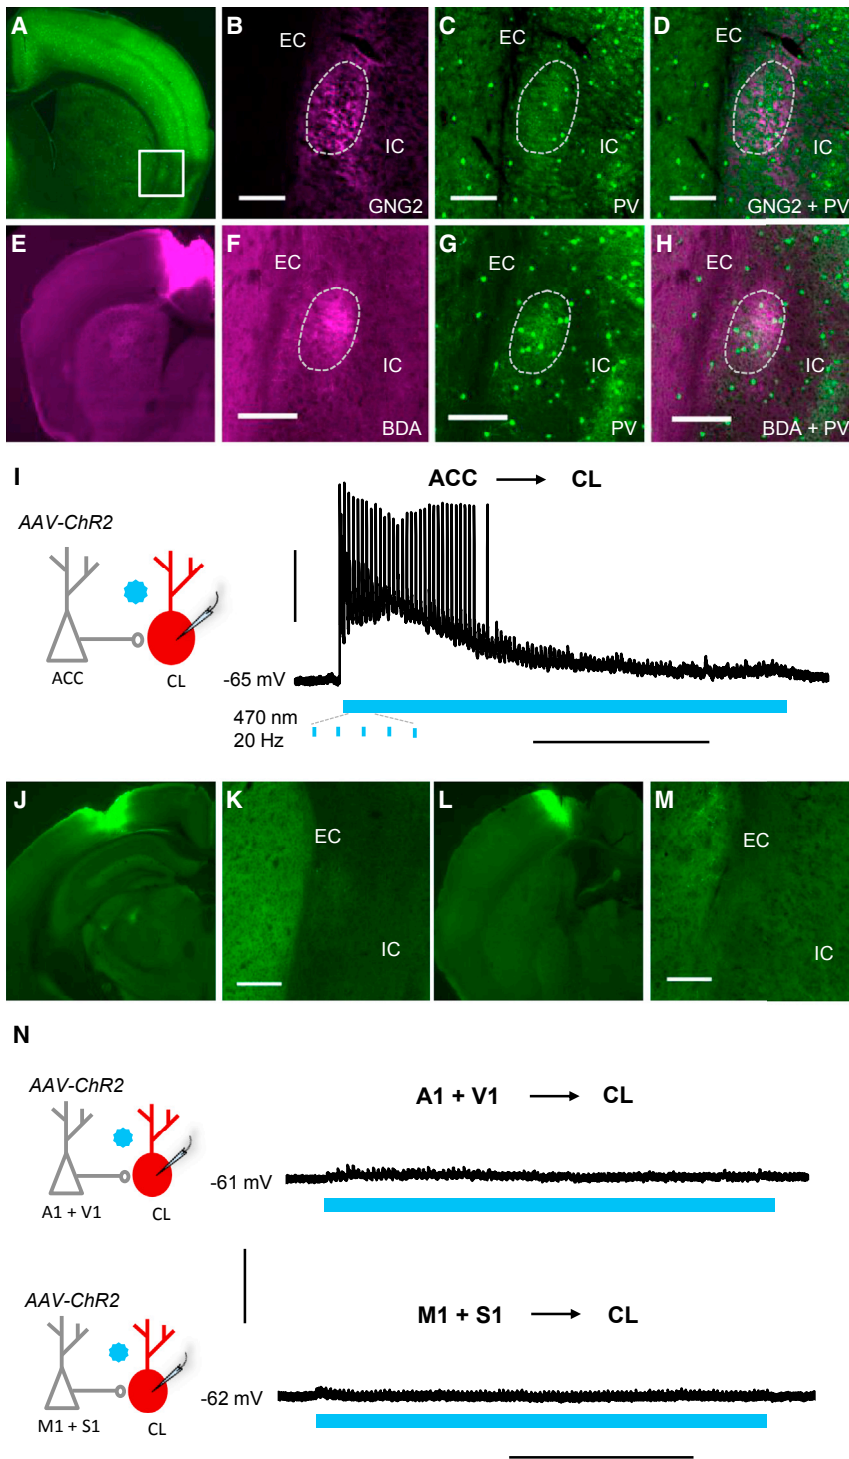 A
B
EC
IC
GNG2
C
EC
IC
PV
D
EC
IC
GNG2 + PV
E
F
EC
IC
BDA
G
EC
IC
PV
H
EC
IC
BDA + PV
I
ACC → CL
AAV-ChR2
ACC
CL
-65 mV
470 nm
20 Hz
J
K
EC
IC
L
M
EC
IC
N
AAV-ChR2
A1 + V1 → CL
-61 mV
A1 + V1
CL
AAV-ChR2
M1 + S1 → CL
-62 mV
M1 + S1
CL